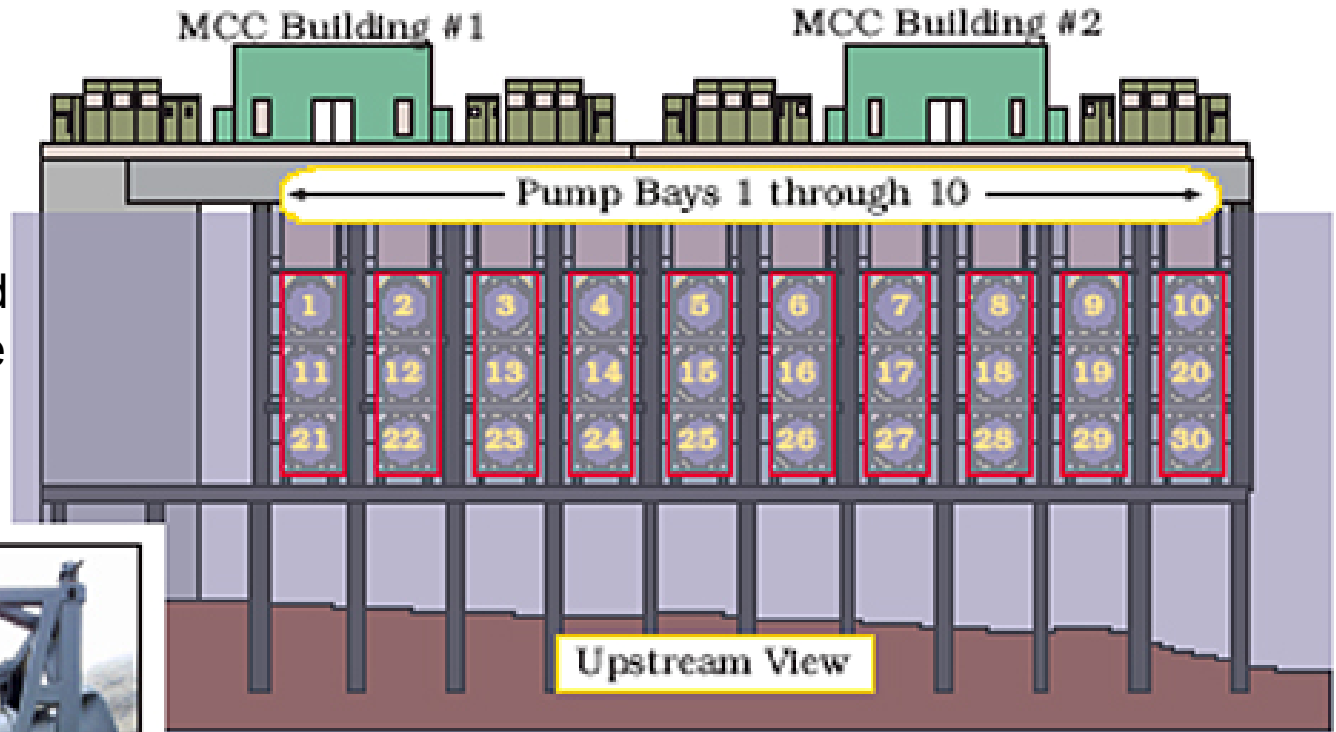 MCC Building #1
MCC Building #2
Pump Bays 1 through 10
d
e
1 2 3 4 5 6 7 8 9 10
11 12 13 14 15 16 17 18 19 20
21 22 23 24 25 26 27 28 29 30
Upstream View